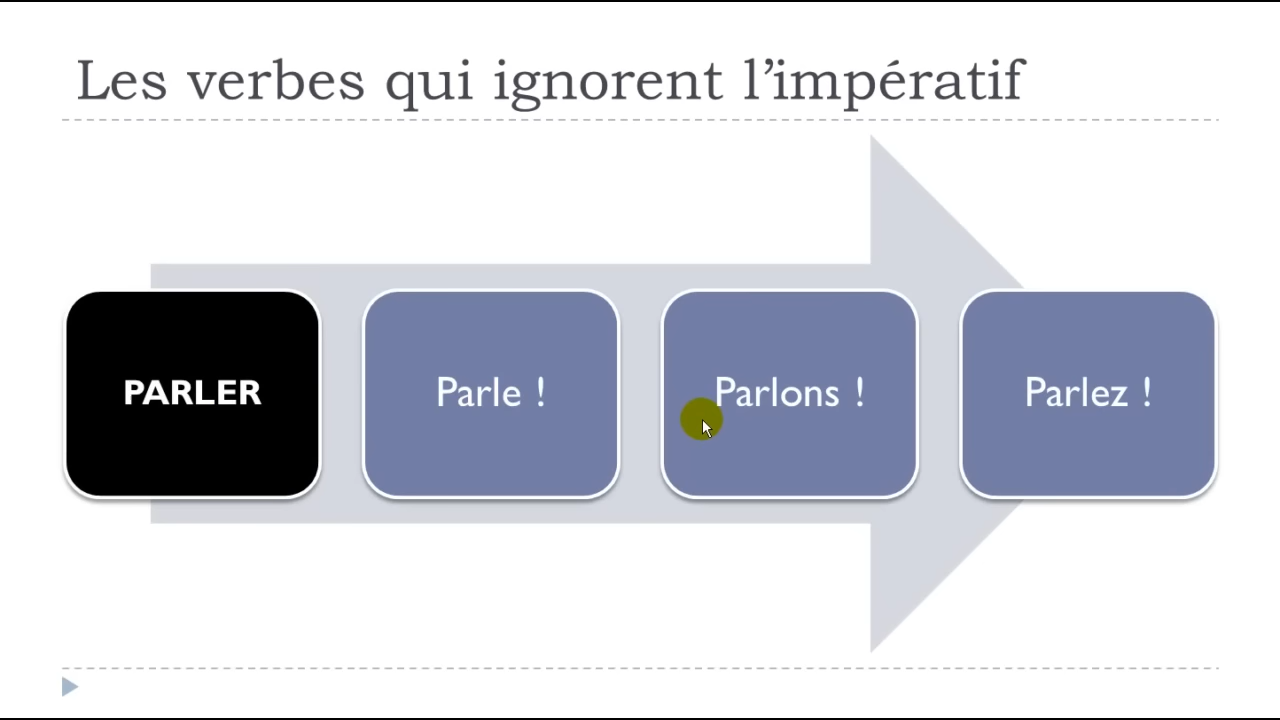 Les verbes qui ignorent l’impératif
PARLER
Parle !
Parlons !
Parlez !